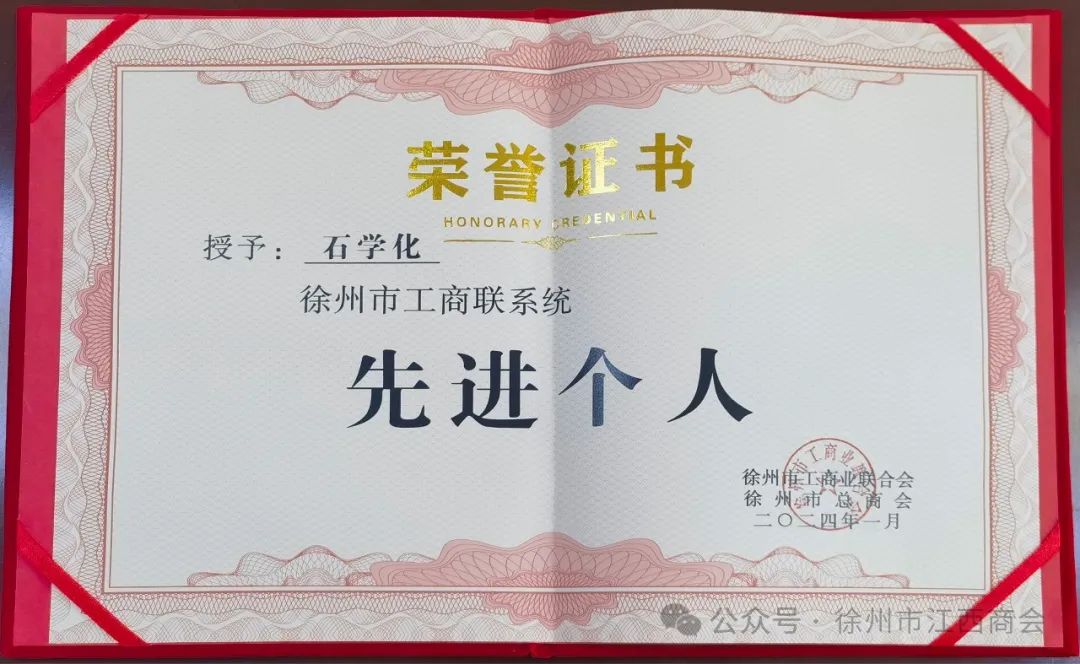 荣誉证书
HONORARY CREDENTIAL
授予：石学化
徐州市工商联系统
先进个人
徐州市工商业联合会
徐州市总商会
二〇二四年一月
公众号·徐州市江西商会